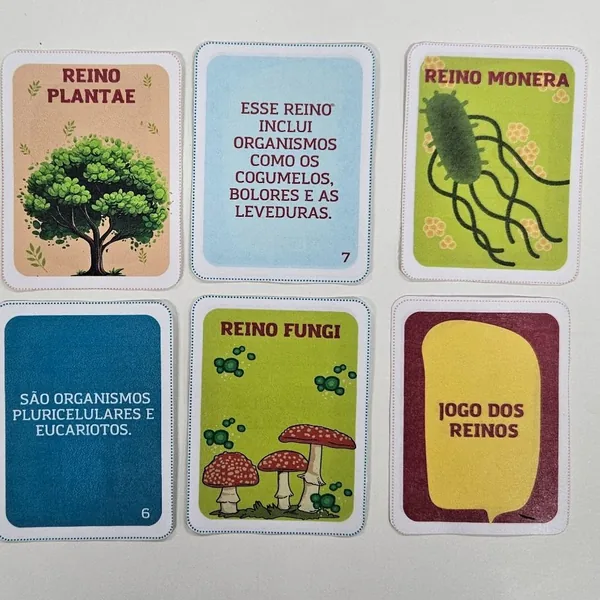 REINO
PLANTAE
ESSE REINO
INCLUI
ORGANISMOS
COMO OS
COGUMELOS,
BOLORES E AS
LEVEDURAS.
7
REINO MONERA
SÃO ORGANISMOS
PLURICELULARES E
EUCARIOTOS.
6
REINO FUNGI
JOGO DOS
REINOS